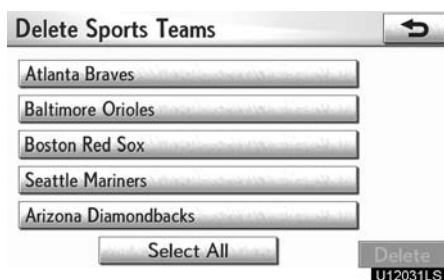 Delete Sports Teams
Atlanta Braves
Baltimore Orioles
Boston Red Sox
Seattle Mariners
Arizona Diamondbacks
Select All
Delete
U12031LS